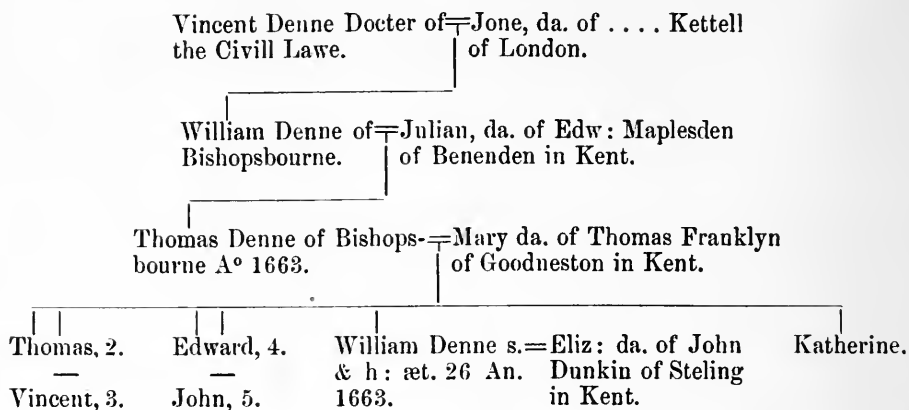 Vincent Denne Docter of=Jone, da. of .... Kettell
the Civill Lawe. of London.
William Denne of=Julian, da. of Edw: Maplesden
Bishopsbourne. of Benenden in Kent.
Thomas Denne of Bishops-=Mary da. of Thomas Franklyn
bourne Aº 1663. of Goodneston in Kent.
Thomas, 2. Edward, 4. William Denne s.=Eliz: da. of John Katherine.
— — & h: æt. 26 An. Dunkin of Steling
Vincent, 3. John, 5. 1663. in Kent.